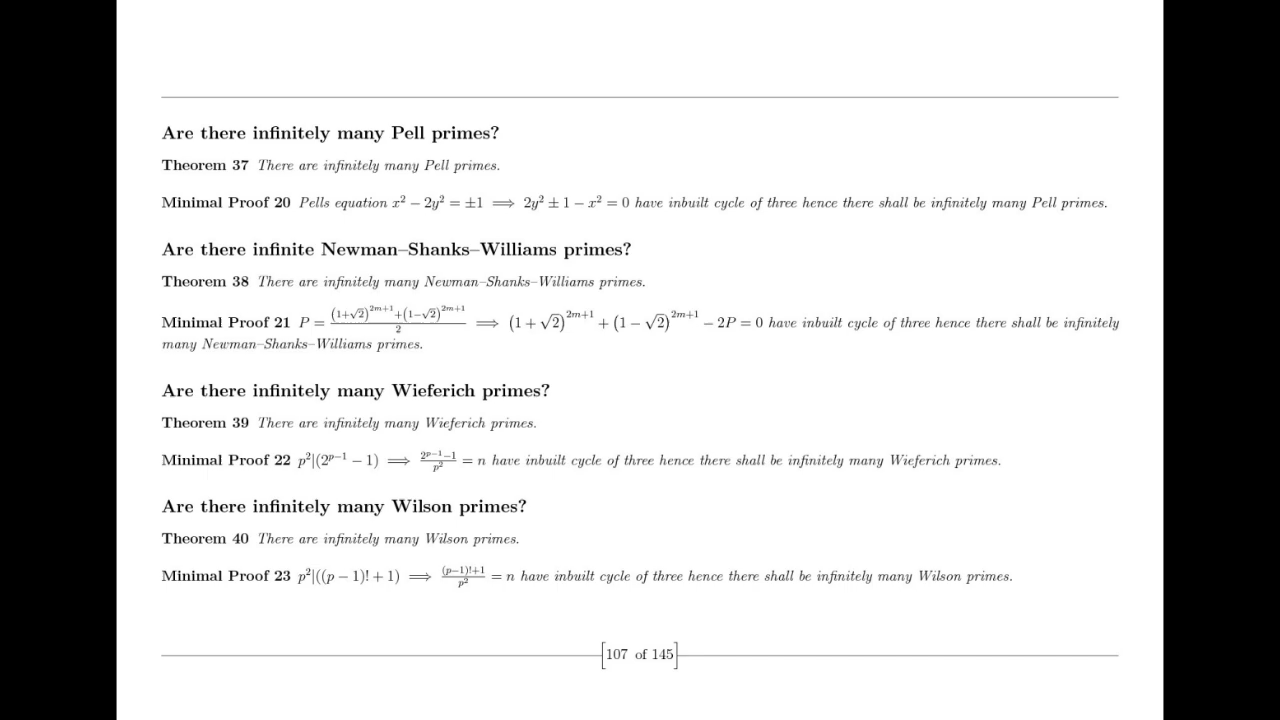 Are there infinitely many Pell primes?
Theorem 37 There are infinitely many Pell primes.
Minimal Proof 20 Pells equation x² − 2y² = ±1 ⟹ 2y² ± 1 − x² = 0 have inbuilt cycle of three hence there shall be infinitely many Pell primes.
Are there infinite Newman–Shanks–Williams primes?
Theorem 38 There are infinitely many Newman–Shanks–Williams primes.
Minimal Proof 21 P = ((1+√2)^{2m+1}+(1−√2)^{2m+1})/2 ⟹ (1 + √2)^{2m+1} + (1 − √2)^{2m+1} − 2P = 0 have inbuilt cycle of three hence there shall be infinitely
many Newman–Shanks–Williams primes.
Are there infinitely many Wieferich primes?
Theorem 39 There are infinitely many Wieferich primes.
Minimal Proof 22 p²|(2^{p−1} − 1) ⟹ (2^{p−1}−1)/p² = n have inbuilt cycle of three hence there shall be infinitely many Wieferich primes.
Are there infinitely many Wilson primes?
Theorem 40 There are infinitely many Wilson primes.
Minimal Proof 23 p²|((p − 1)! + 1) ⟹ ((p−1)!+1)/p² = n have inbuilt cycle of three hence there shall be infinitely many Wilson primes.
[107 of 145]